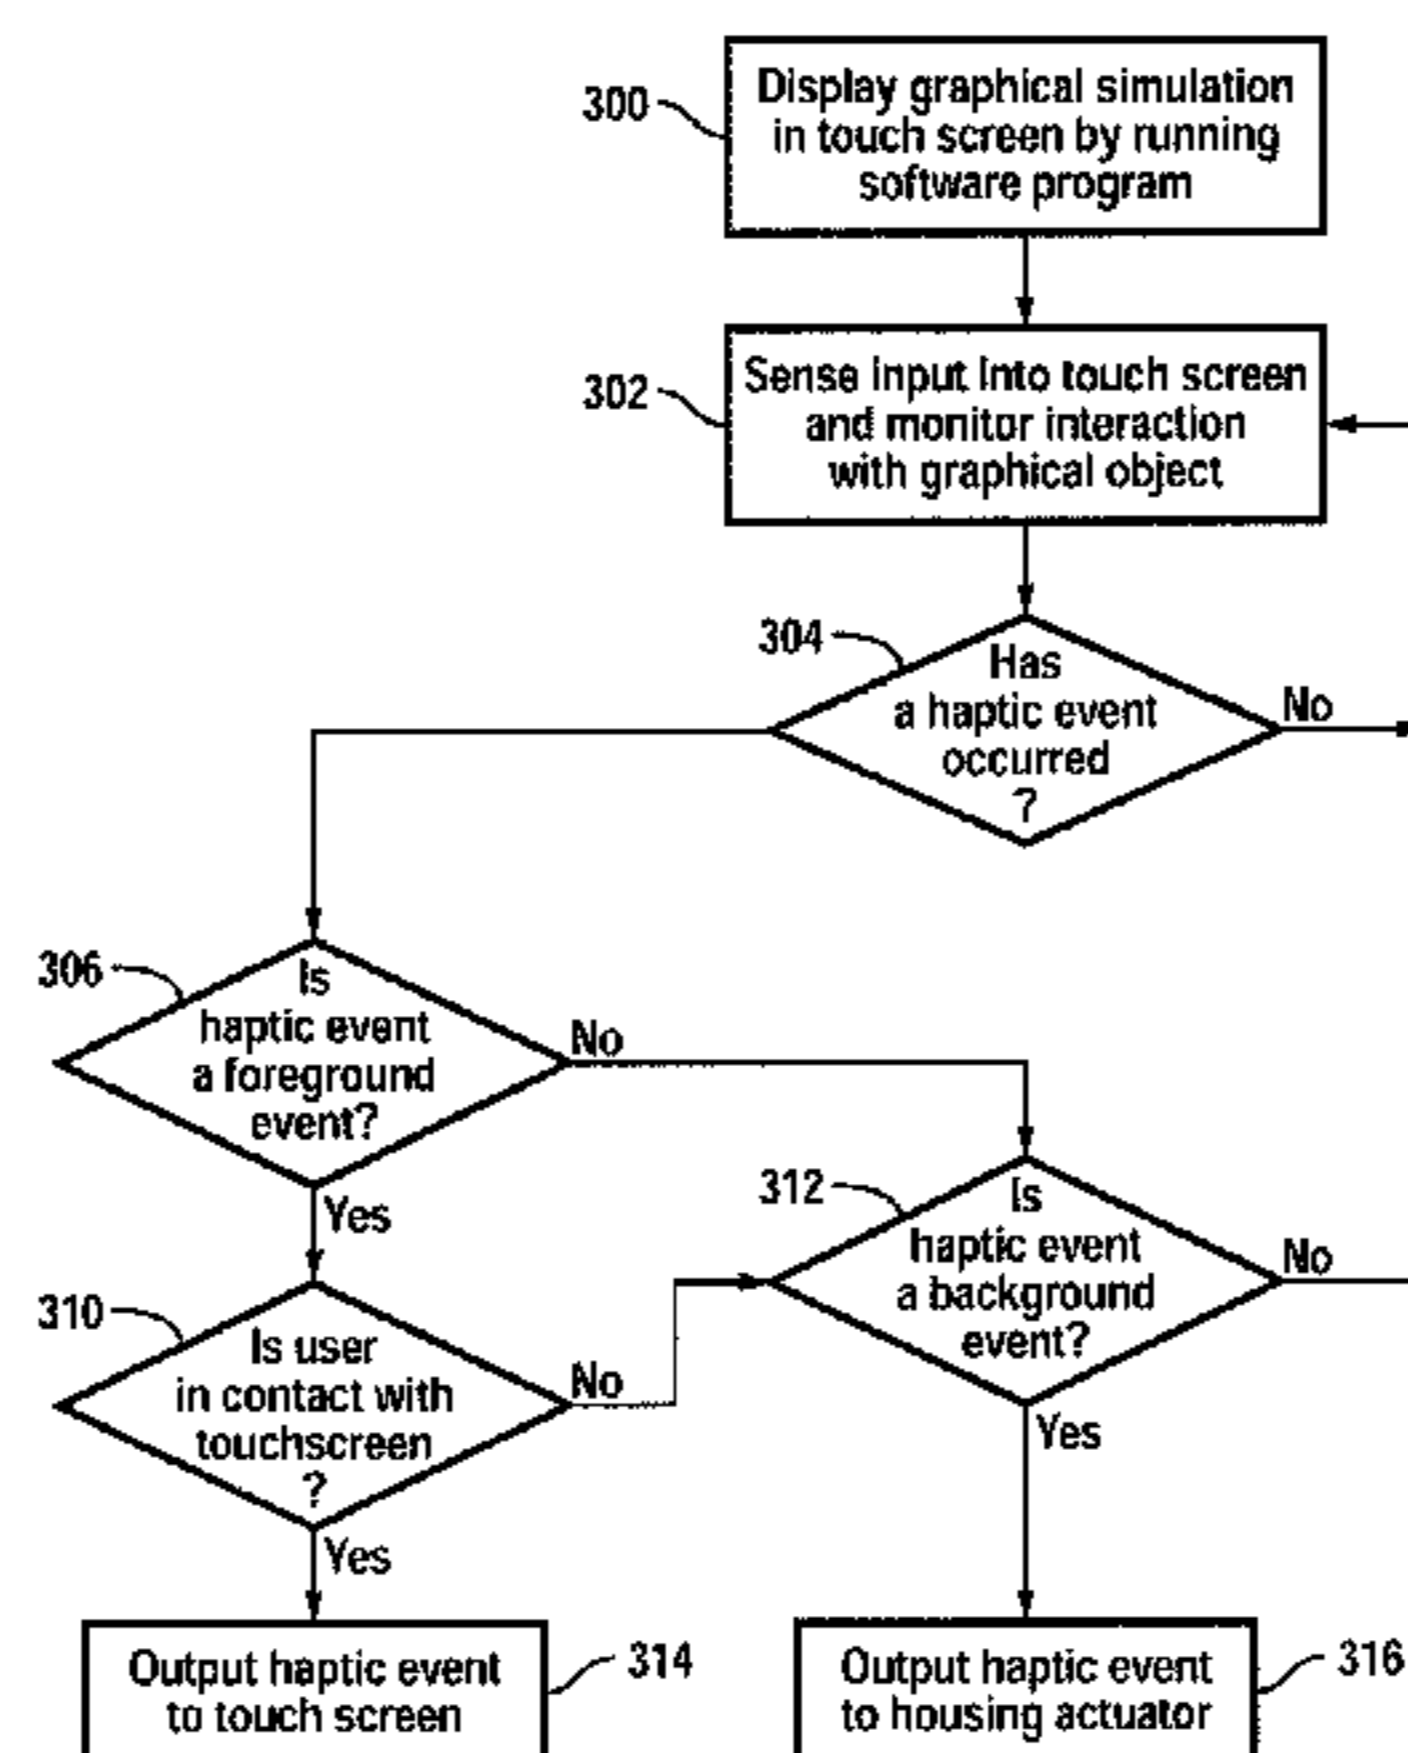 300
Display graphical simulation
in touch screen by running
software program
302
Sense input into touch screen
and monitor interaction
with graphical object
304
Has
a haptic event
occurred
?
No
306
Is
haptic event
a foreground
event?
No
Yes
312
Is
haptic event
a background
event?
No
Yes
310
Is user
in contact with
touchscreen
?
No
Yes
Output haptic event
to touch screen
314
Output haptic event
to housing actuator
316